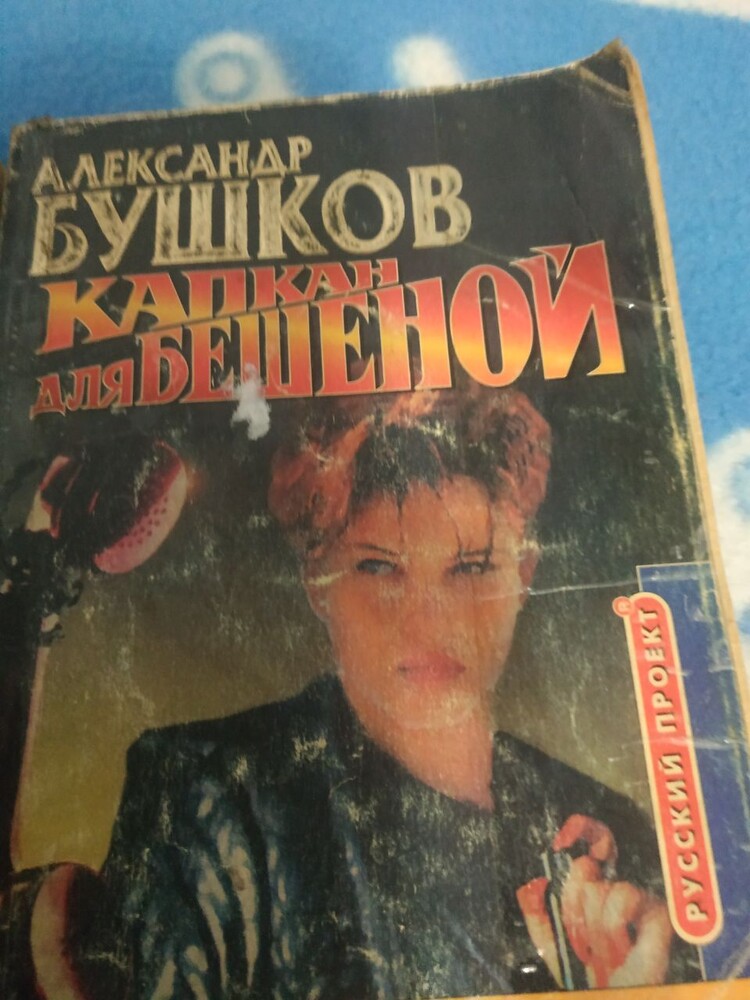 АЛЕКСАНДР
БУШКОВ
КАПКАН
ДЛЯ БЕШЕНОЙ
РУССКИЙ ПРОЕКТ ®